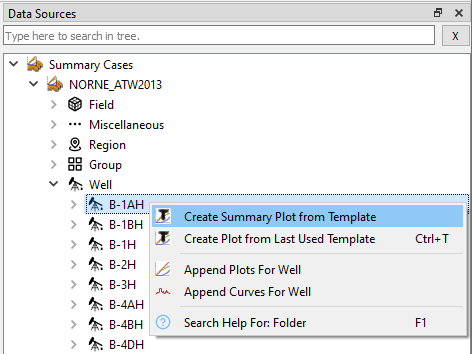 Data Sources
Type here to search in tree. X
Summary Cases
NORNE_ATW2013
Field
Miscellaneous
Region
Group
Well
B-1AH
B-1BH
B-1H
B-2H
B-3H
B-4AH
B-4BH
B-4DH
Create Summary Plot from Template
Create Plot from Last Used Template Ctrl+T
Append Plots For Well
Append Curves For Well
Search Help For: Folder F1